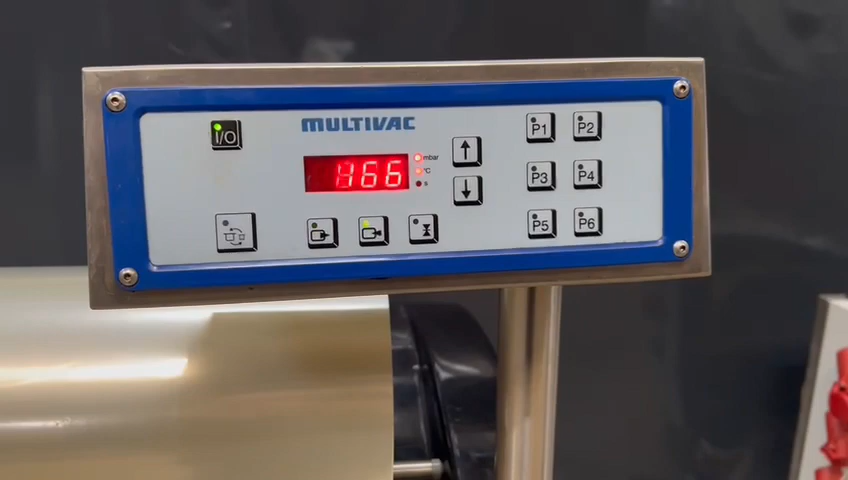 I/O
MULTIVAC
166
mbar
°C
s
P1
P2
P3
P4
P5
P6